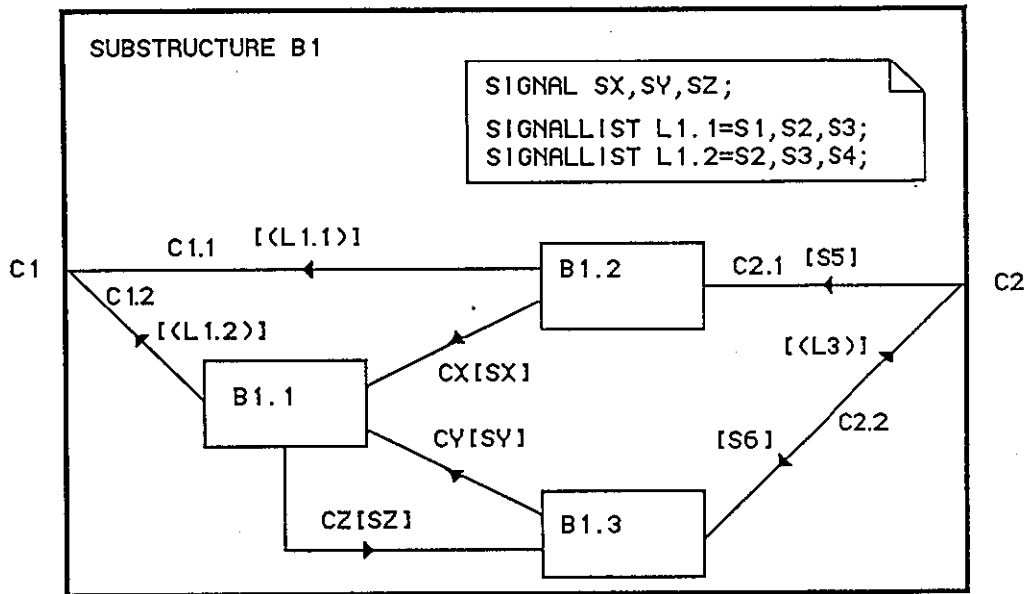 SUBSTRUCTURE B1
SIGNAL SX,SY,SZ;
SIGNALLIST L1.1=S1,S2,S3;
SIGNALLIST L1.2=S2,S3,S4;
C1
C1.1
[(L1.1)]
B1.2
C2.1
[S5]
C2
C1.2
[(L1.2)]
[(L3)]
CX[SX]
B1.1
CY[SY]
[S6]
C2.2
CZ[SZ]
B1.3